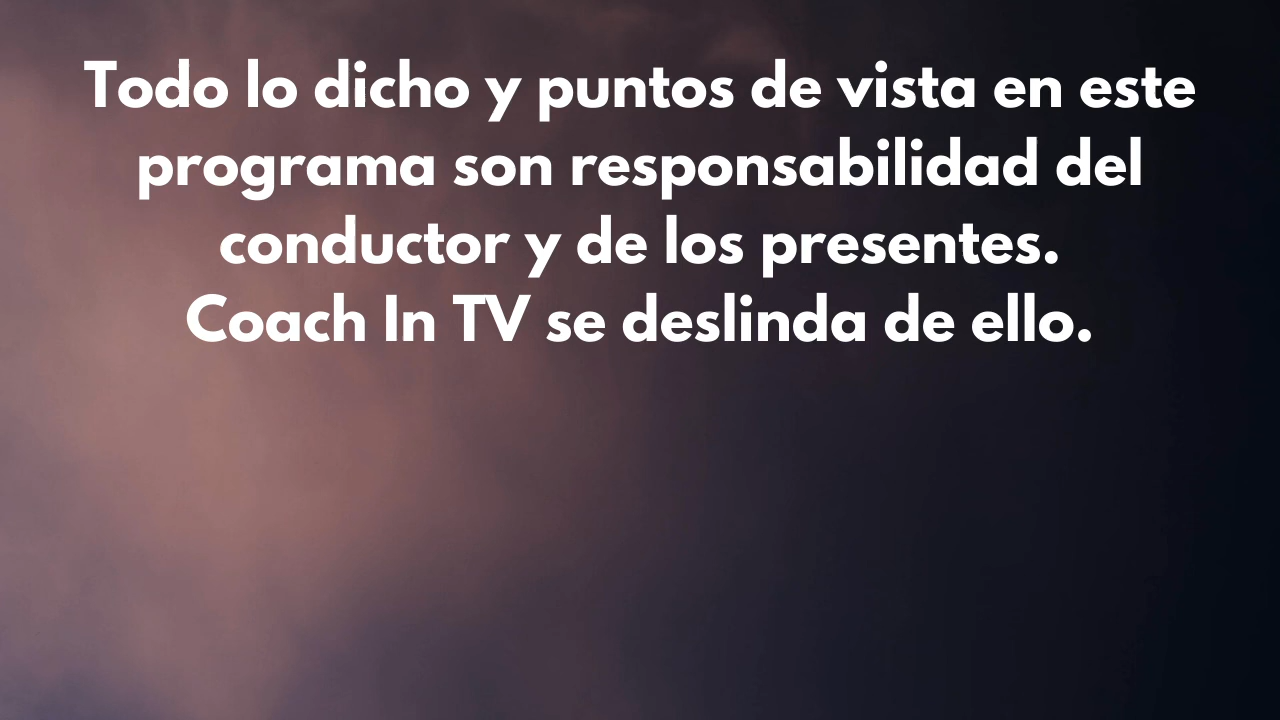 Todo lo dicho y puntos de vista en este
programa son responsabilidad del
conductor y de los presentes.
Coach In TV se deslinda de ello.